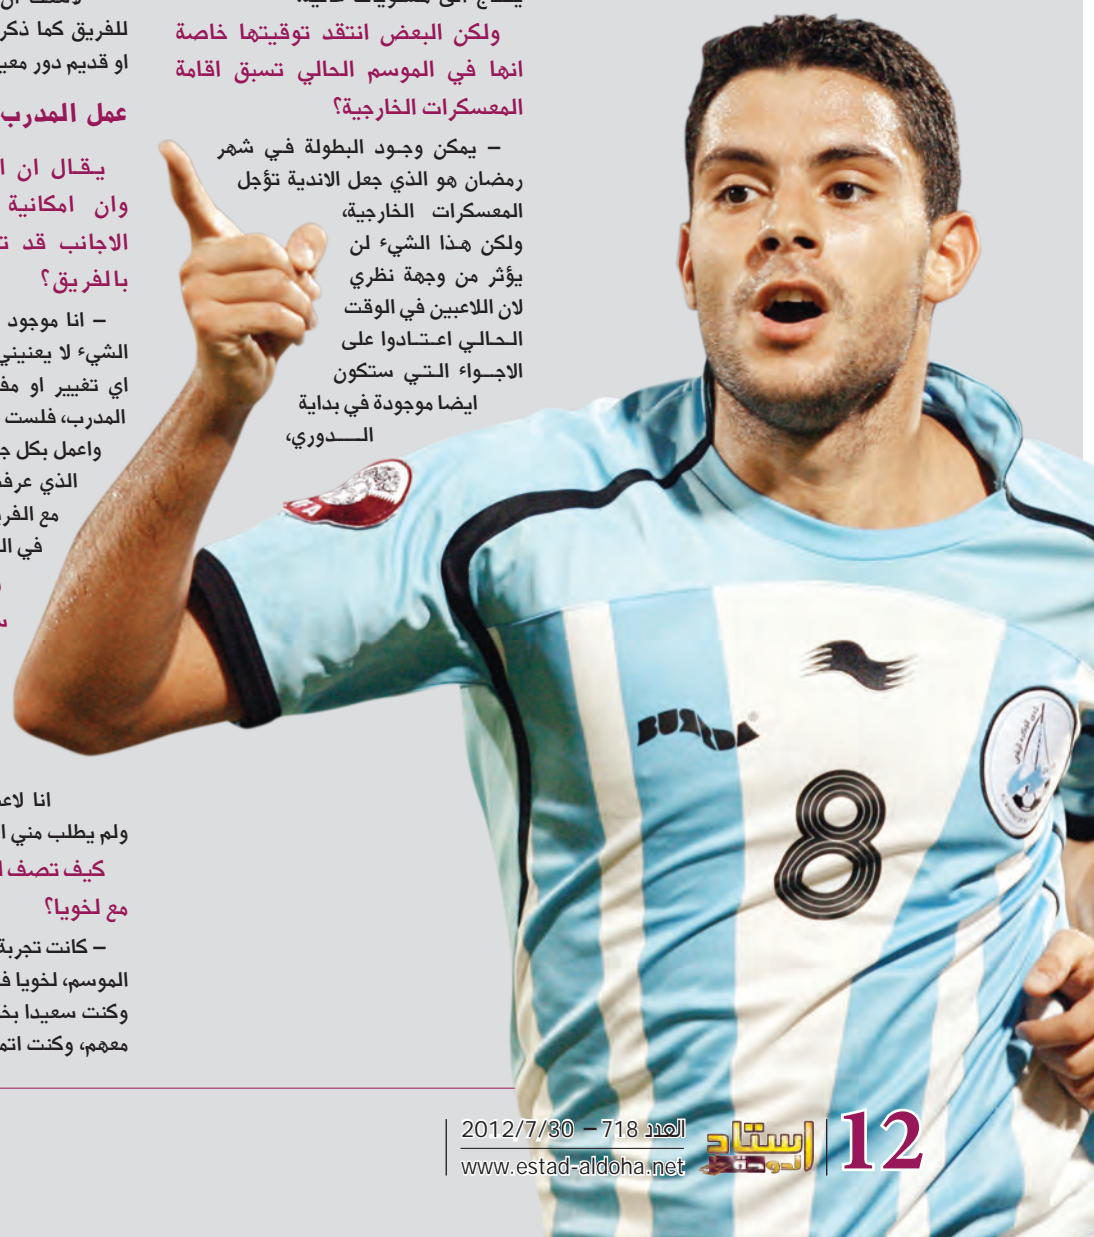 ولكن البعض انتقد توقيتها خاصة
انها في الموسم الحالي تسبق اقامة
المعسكرات الخارجية؟
– يمكن وجود البطولة في شهر
رمضان هو الذي جعل الاندية تؤجل
المعسكرات الخارجية،
ولكن هذا الشيء لن
يؤثر من وجهة نظري
لان اللاعبين في الوقت
الحالي اعتادوا على
الاجواء التي ستكون
ايضا موجودة في بداية
الدوري،
للفريق كما ذكر
او قديم دور معي
عمل المدرب
يقال ان ا
وان امكانية
الاجانب قد ت
بالفريق؟
– انا موجود
الشيء لا يعنيني
اي تغيير او مف
المدرب، فلست
واعمل بكل ج
الذي عرف
مع الفر
في ال
انا لاع
ولم يطلب مني ا
كيف تصف ا
مع لخويا؟
– كانت تجربة
الموسم، لخويا ف
وكنت سعيدا بخ
معهم، وكنت اتم
BURRDA
8
12
استاد الدوحة
العدد 718 – 2012/7/30
www.estad-aldoha.net